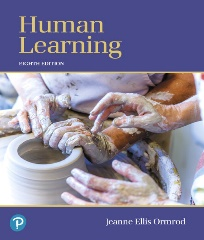 Human
Learning
EIGHTH EDITION
Jeanne Ellis Ormrod
P